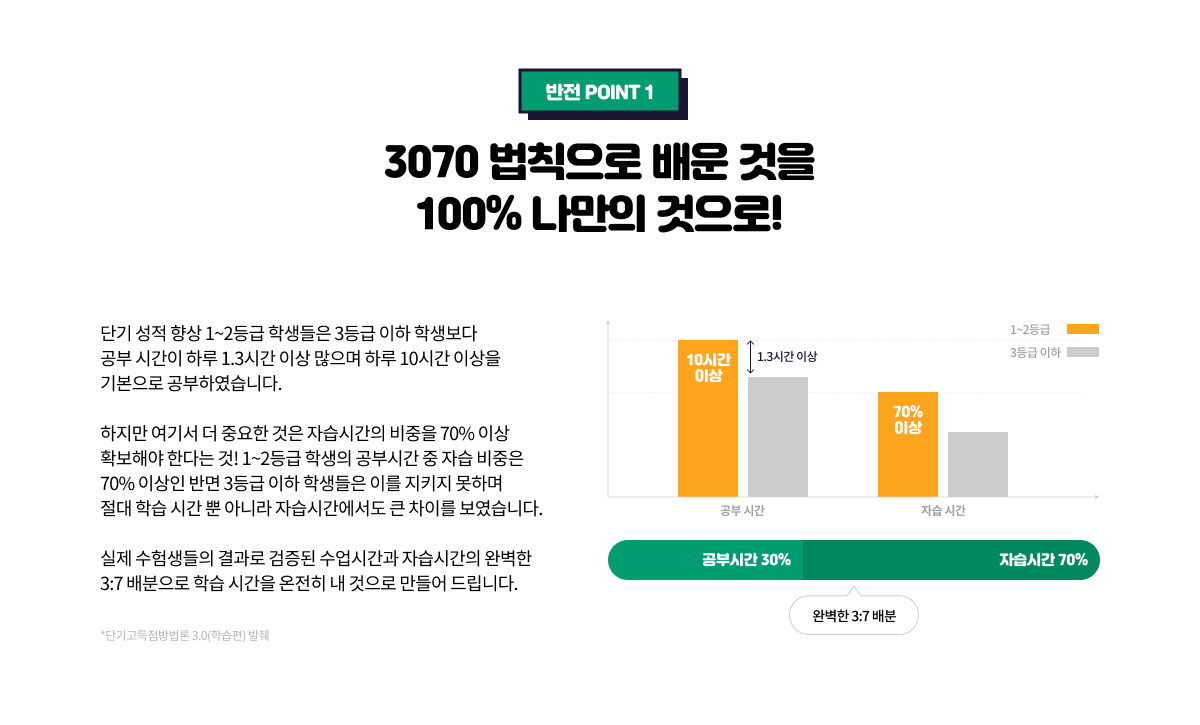 반전 POINT 1
3070 법칙으로 배운 것을
100% 나만의 것으로!
단기 성적 향상 1~2등급 학생들은 3등급 이하 학생보다
공부 시간이 하루 1.3시간 이상 많으며 하루 10시간 이상을
기본으로 공부하였습니다.
하지만 여기서 더 중요한 것은 자습시간의 비중을 70% 이상
확보해야 한다는 것! 1~2등급 학생의 공부시간 중 자습 비중은
70% 이상인 반면 3등급 이하 학생들은 이를 지키지 못하며
절대 학습 시간 뿐 아니라 자습시간에서도 큰 차이를 보였습니다.
실제 수험생들의 결과로 검증된 수업시간과 자습시간의 완벽한
3:7 배분으로 학습 시간을 온전히 내 것으로 만들어 드립니다.
*단기고득점방법론 3.0(학습편) 발췌
1~2등급
3등급 이하
10시간
이상
1.3시간 이상
70%
이상
공부 시간
자습 시간
공부시간 30%
자습시간 70%
완벽한 3:7 배분